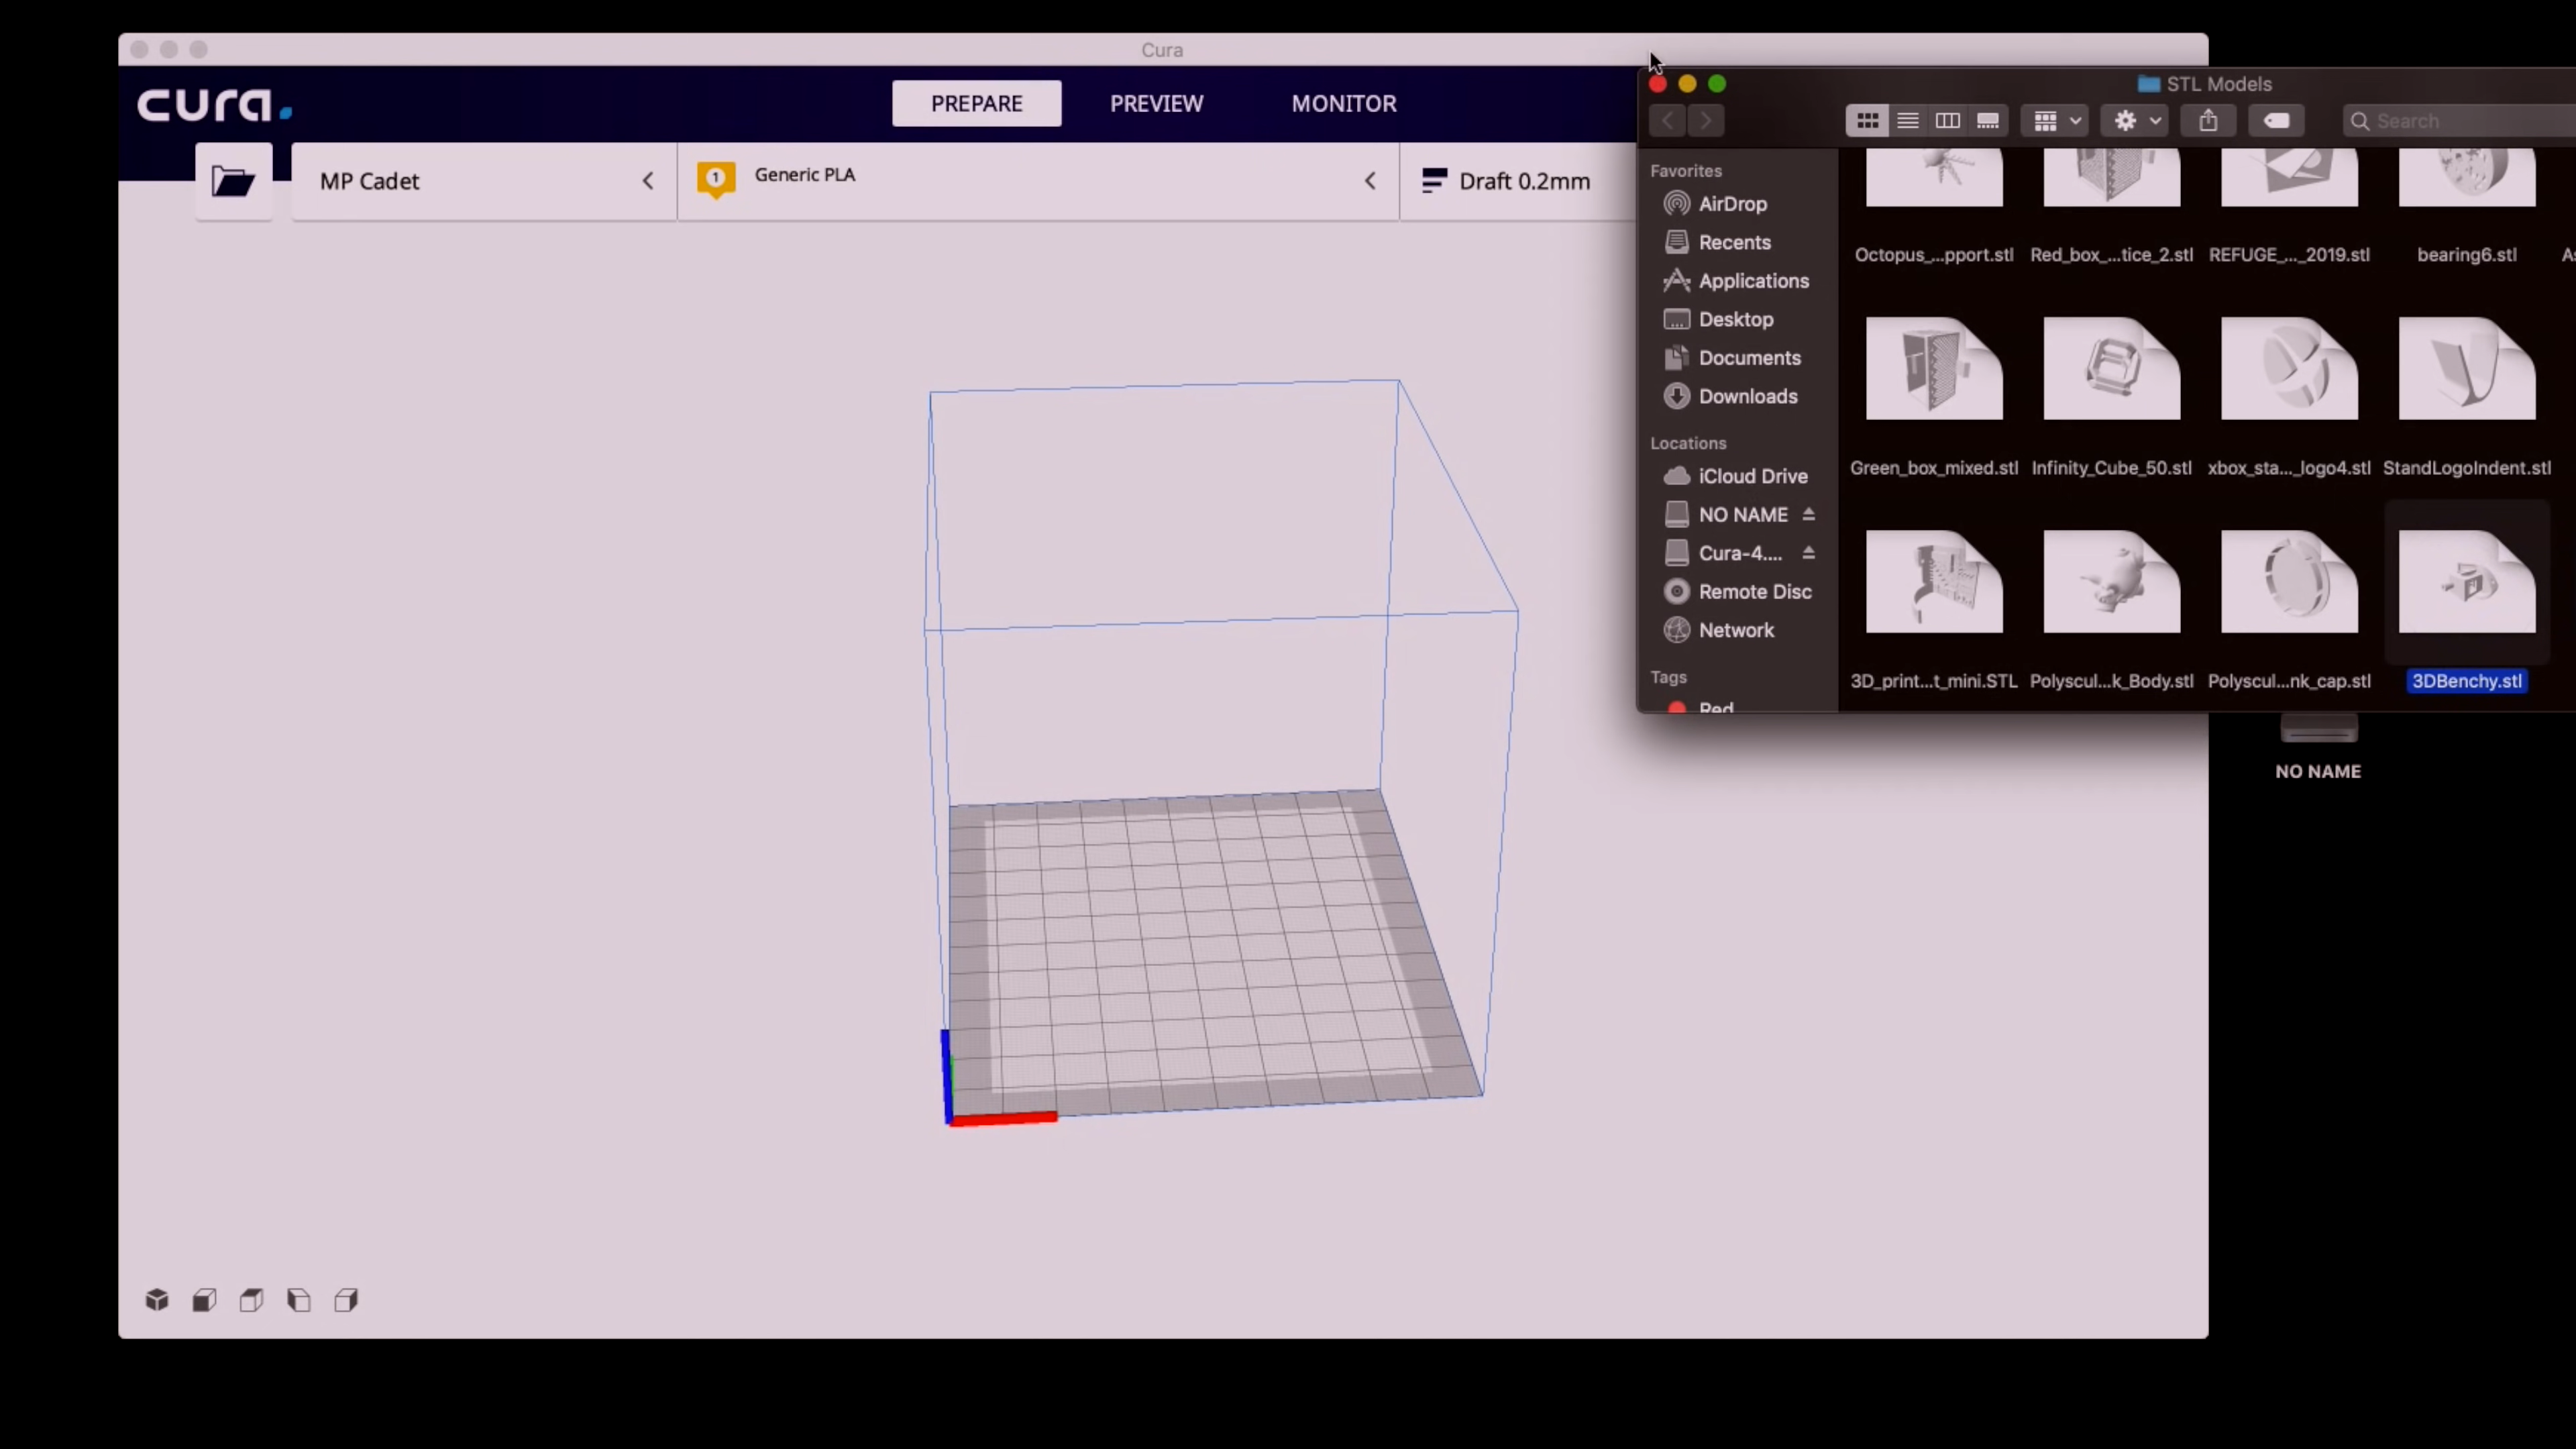 Cura
cura.
PREPARE
PREVIEW
MONITOR
MP Cadet
1
Generic PLA
Draft 0.2mm
STL Models
Search
Favorites
AirDrop
Recents
Applications
Desktop
Documents
Downloads
Locations
iCloud Drive
NO NAME
Cura-4....
Remote Disc
Network
Tags
Red
Octopus_...pport.stl
Red_box_...tice_2.stl
REFUGE_..._2019.stl
bearing6.stl
Green_box_mixed.stl
Infinity_Cube_50.stl
xbox_sta..._logo4.stl
StandLogoIndent.stl
3D_print...t_mini.STL
Polyscul...k_Body.stl
Polyscul...nk_cap.stl
3DBenchy.stl
NO NAME